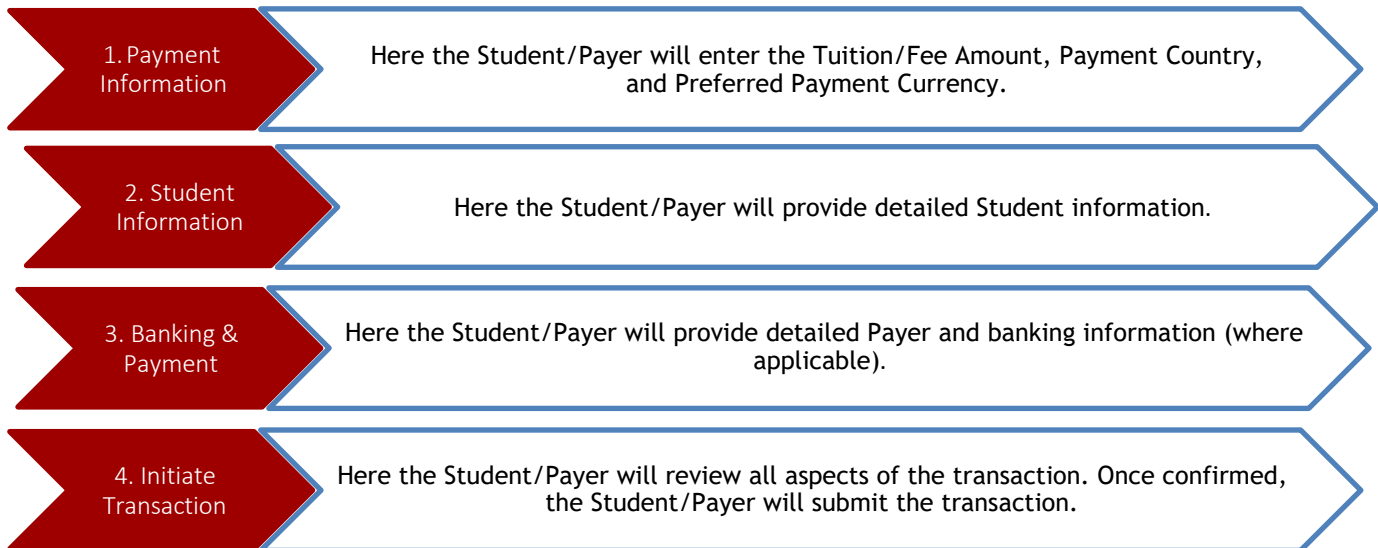 1. Payment
Information
Here the Student/Payer will enter the Tuition/Fee Amount, Payment Country,
and Preferred Payment Currency.
2. Student
Information
Here the Student/Payer will provide detailed Student information.
3. Banking &
Payment
Here the Student/Payer will provide detailed Payer and banking information (where
applicable).
4. Initiate
Transaction
Here the Student/Payer will review all aspects of the transaction. Once confirmed,
the Student/Payer will submit the transaction.